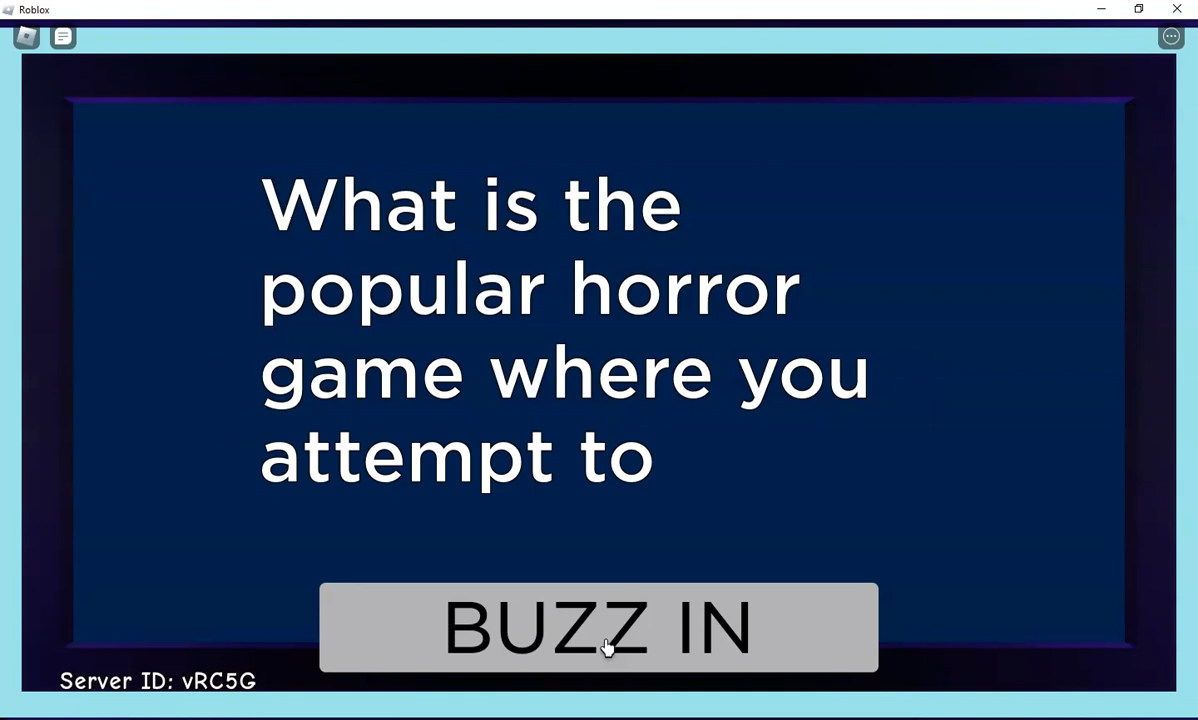 Roblox
What is the
popular horror
game where you
attempt to
BUZZ IN
Server ID: vRC5G